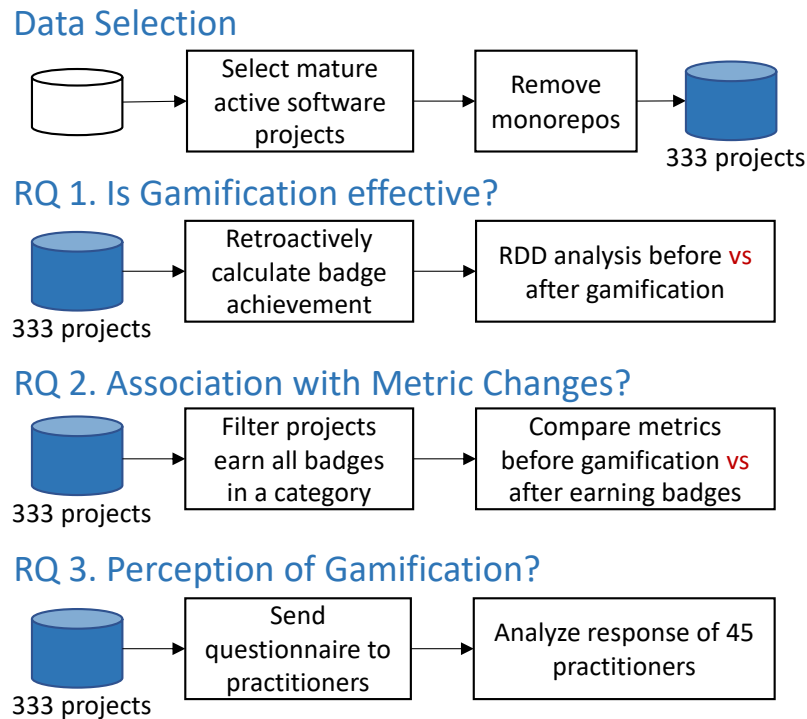 Data Selection
Select mature
active software
projects
Remove
monorepos
333 projects
RQ 1. Is Gamification effective?
333 projects
Retroactively
calculate badge
achievement
RDD analysis before vs
after gamification
RQ 2. Association with Metric Changes?
333 projects
Filter projects
earn all badges
in a category
Compare metrics
before gamification vs
after earning badges
RQ 3. Perception of Gamification?
333 projects
Send
questionnaire to
practitioners
Analyze response of 45
practitioners